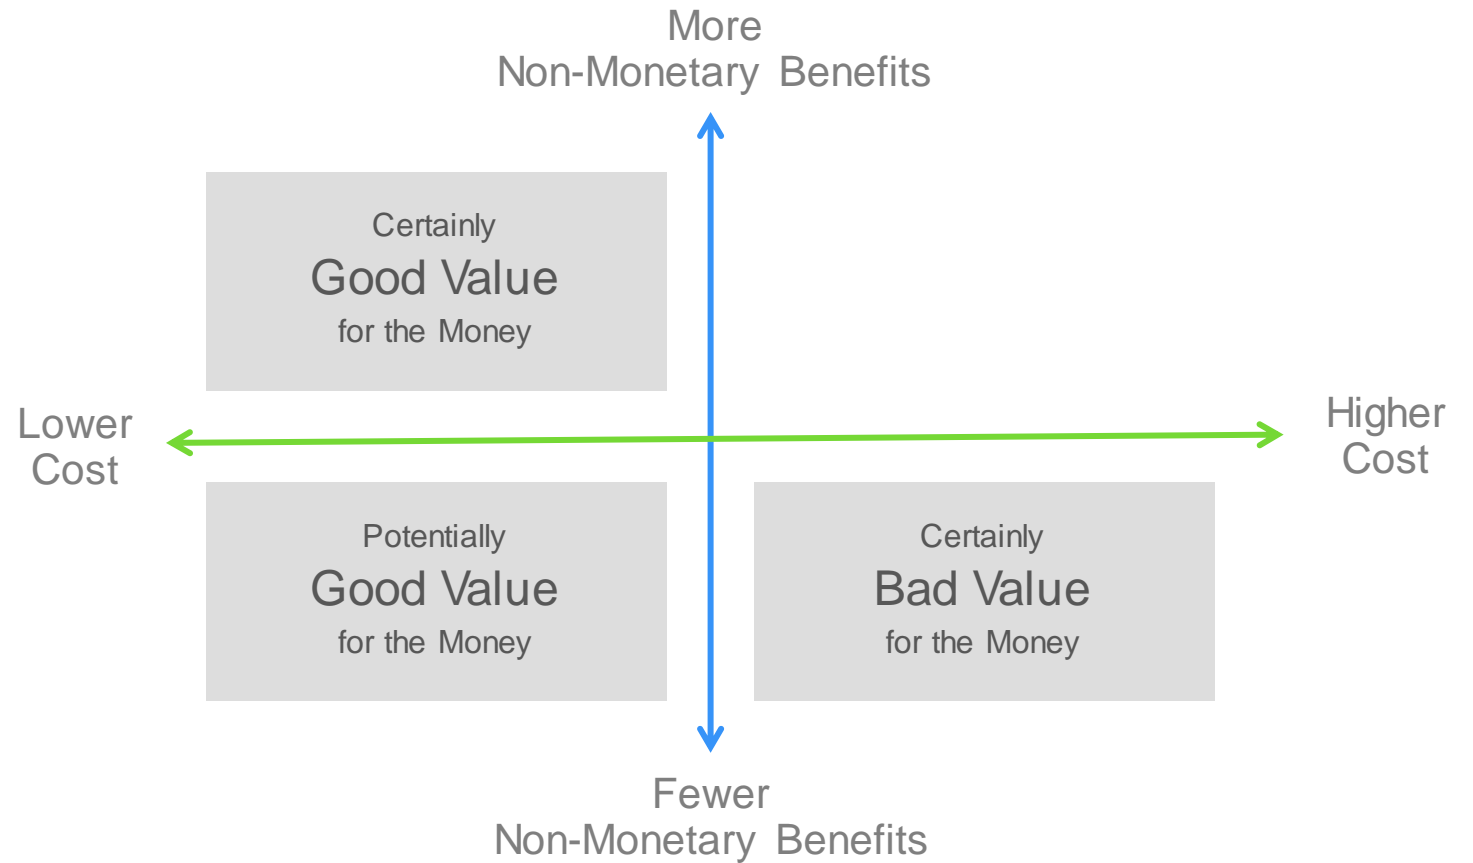 More
Non-Monetary Benefits
Certainly
Good Value
for the Money
Lower
Cost
Higher
Cost
Potentially
Good Value
for the Money
Certainly
Bad Value
for the Money
Fewer
Non-Monetary Benefits